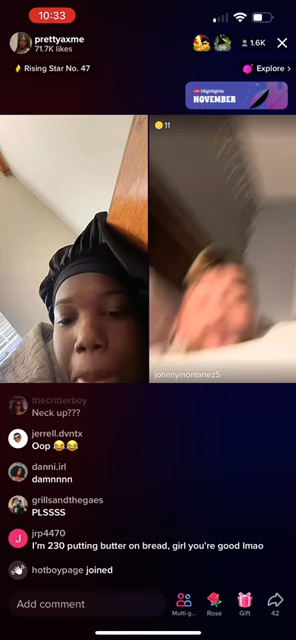 10:33
prettyaxme
71.7K likes
1.6K
Rising Star No. 47
Explore >
LIVE Highlights
NOVEMBER
11
johnnymontanez5
thecritterboy
Neck up???
jerrell.dvntx
Oop 😂😂
danni.irl
damnnnn
grillsandthegaes
PLSSSS
J
jrp4470
I'm 230 putting butter on bread, girl you're good lmao
hotboypage joined
Add comment
Multi-g...
Rose
Gift
42